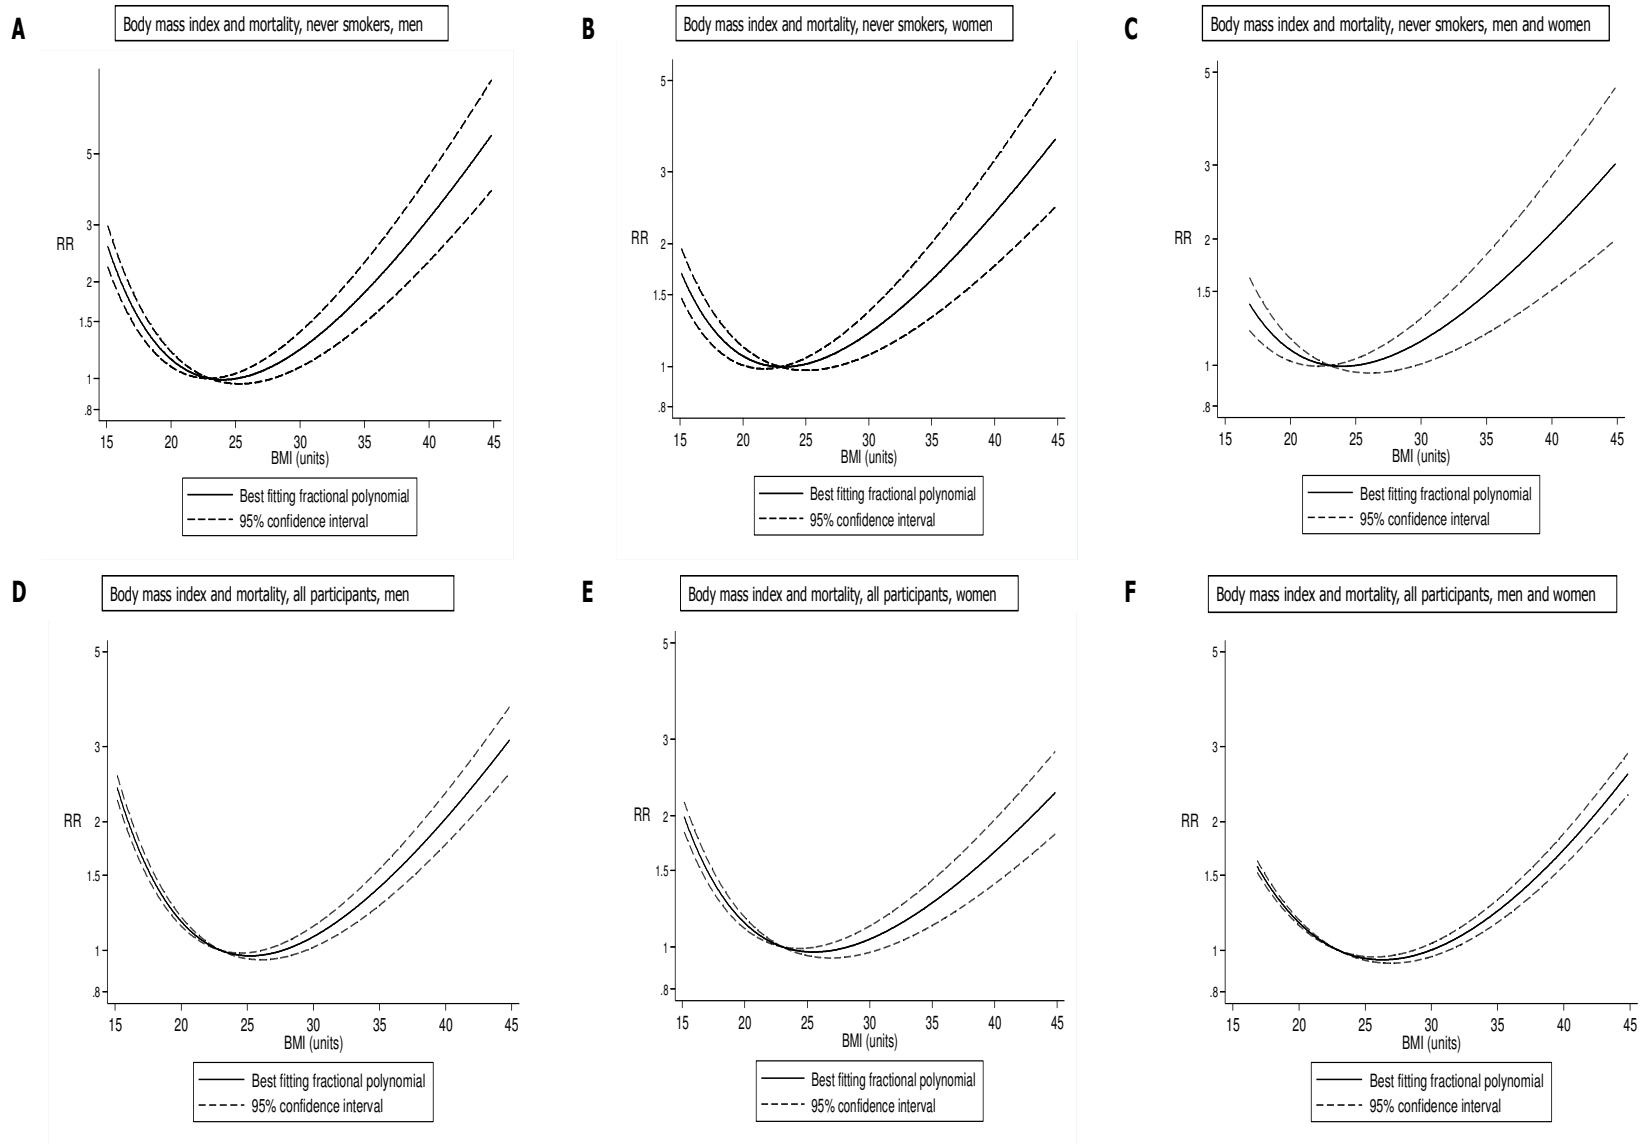 A
Body mass index and mortality, never smokers, men
5
3
RR
2
1.5
1
.8
15 20 25 30 35 40 45
BMI (units)
Best fitting fractional polynomial
95% confidence interval
B
Body mass index and mortality, never smokers, women
5
3
RR
2
1.5
1
.8
15 20 25 30 35 40 45
BMI (units)
Best fitting fractional polynomial
95% confidence interval
C
Body mass index and mortality, never smokers, men and women
5
3
RR
2
1.5
1
.8
15 20 25 30 35 40 45
BMI (units)
Best fitting fractional polynomial
95% confidence interval
D
Body mass index and mortality, all participants, men
5
3
RR
2
1.5
1
.8
15 20 25 30 35 40 45
BMI (units)
Best fitting fractional polynomial
95% confidence interval
E
Body mass index and mortality, all participants, women
5
3
RR
2
1.5
1
.8
15 20 25 30 35 40 45
BMI (units)
Best fitting fractional polynomial
95% confidence interval
F
Body mass index and mortality, all participants, men and women
5
3
RR
2
1.5
1
.8
15 20 25 30 35 40 45
BMI (units)
Best fitting fractional polynomial
95% confidence interval